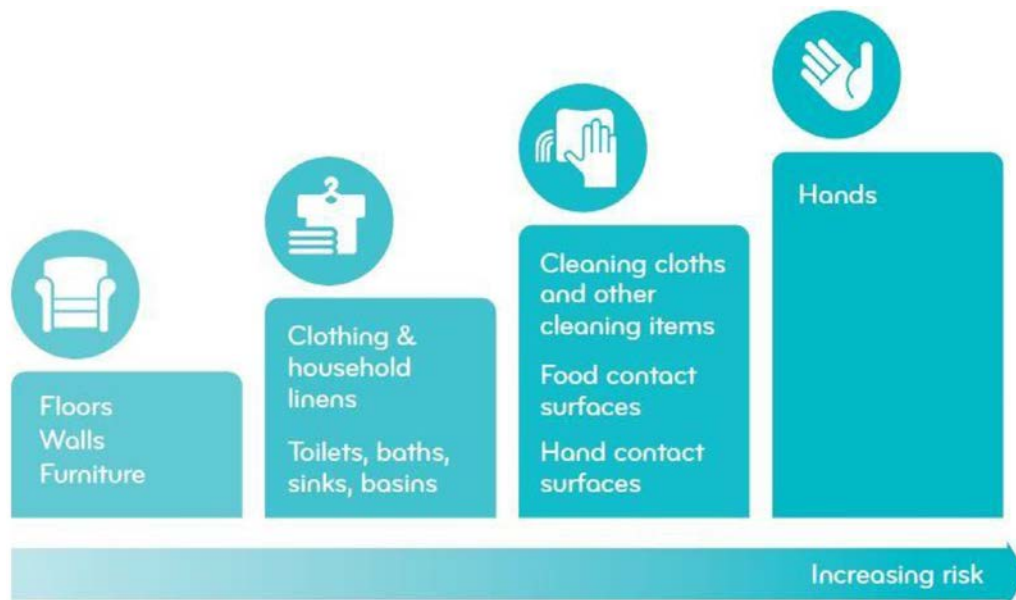 Floors
Walls
Furniture
Clothing &
household
linens
Toilets, baths,
sinks, basins
Cleaning cloths
and other
cleaning items
Food contact
surfaces
Hand contact
surfaces
Hands
Increasing risk